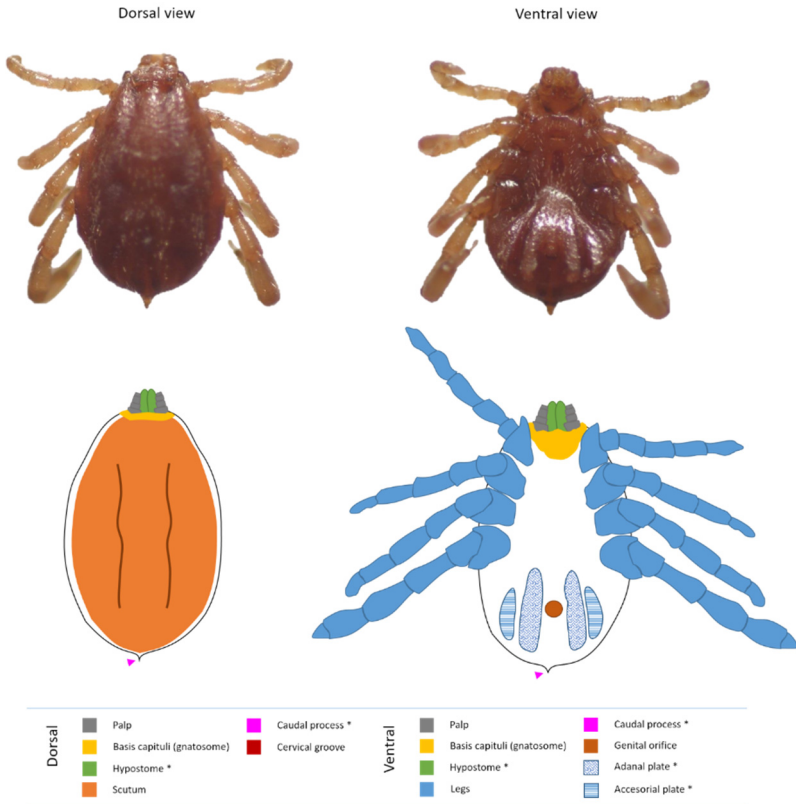 Dorsal view
Ventral view
Dorsal
Palp
Basis capituli (gnatosome)
Hypostome *
Scutum
Caudal process *
Cervical groove
Ventral
Palp
Basis capituli (gnatosome)
Hypostome *
Legs
Caudal process *
Genital orifice
Adanal plate *
Accesorial plate *